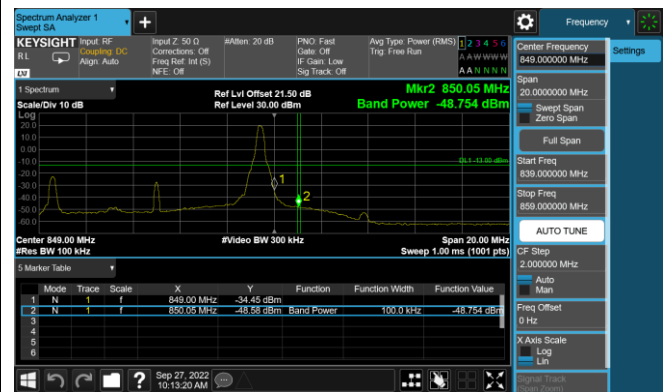 Spectrum Analyzer 1
Swept SA
Frequency
KEYSIGHT
Input: RF
Input Z: 50 Ω
#Atten: 20 dB
PNO: Fast
Avg Type: Power (RMS)
1 2 3 4 5 6
RL
Coupling: DC
Corrections: Off
Gate: Off
Trig: Free Run
A A W W W W
Align: Auto
Freq Ref: Int (S)
IF Gain: Low
NFE: Off
Sig Track: Off
A A N N N N
LXI
1 Spectrum
Ref Lvl Offset 21.50 dB
Mkr2 850.05 MHz
Scale/Div 10 dB
Ref Level 30.00 dBm
Band Power -48.754 dBm
Log
20.0
10.0
0.00
-10.0
DL1 -13.00 dBm
-20.0
-30.0
1
-40.0
2
-50.0
-60.0
Center 849.00 MHz
#Video BW 300 kHz
Span 20.00 MHz
#Res BW 100 kHz
Sweep 1.00 ms (1001 pts)
5 Marker Table
Mode Trace Scale X Y Function Function Width Function Value
1 N 1 f 849.00 MHz -34.45 dBm
2 N 1 f 850.05 MHz -48.58 dBm Band Power 100.0 kHz -48.754 dBm
3
4
5
6
Sep 27, 2022
10:13:20 AM
Center Frequency
849.000000 MHz
Settings
Span
20.0000000 MHz
Swept Span
Zero Span
Full Span
Start Freq
839.000000 MHz
Stop Freq
859.000000 MHz
AUTO TUNE
CF Step
2.000000 MHz
Auto
Man
Freq Offset
0 Hz
X Axis Scale
Log
Lin
Signal Track
(Span Zoom)